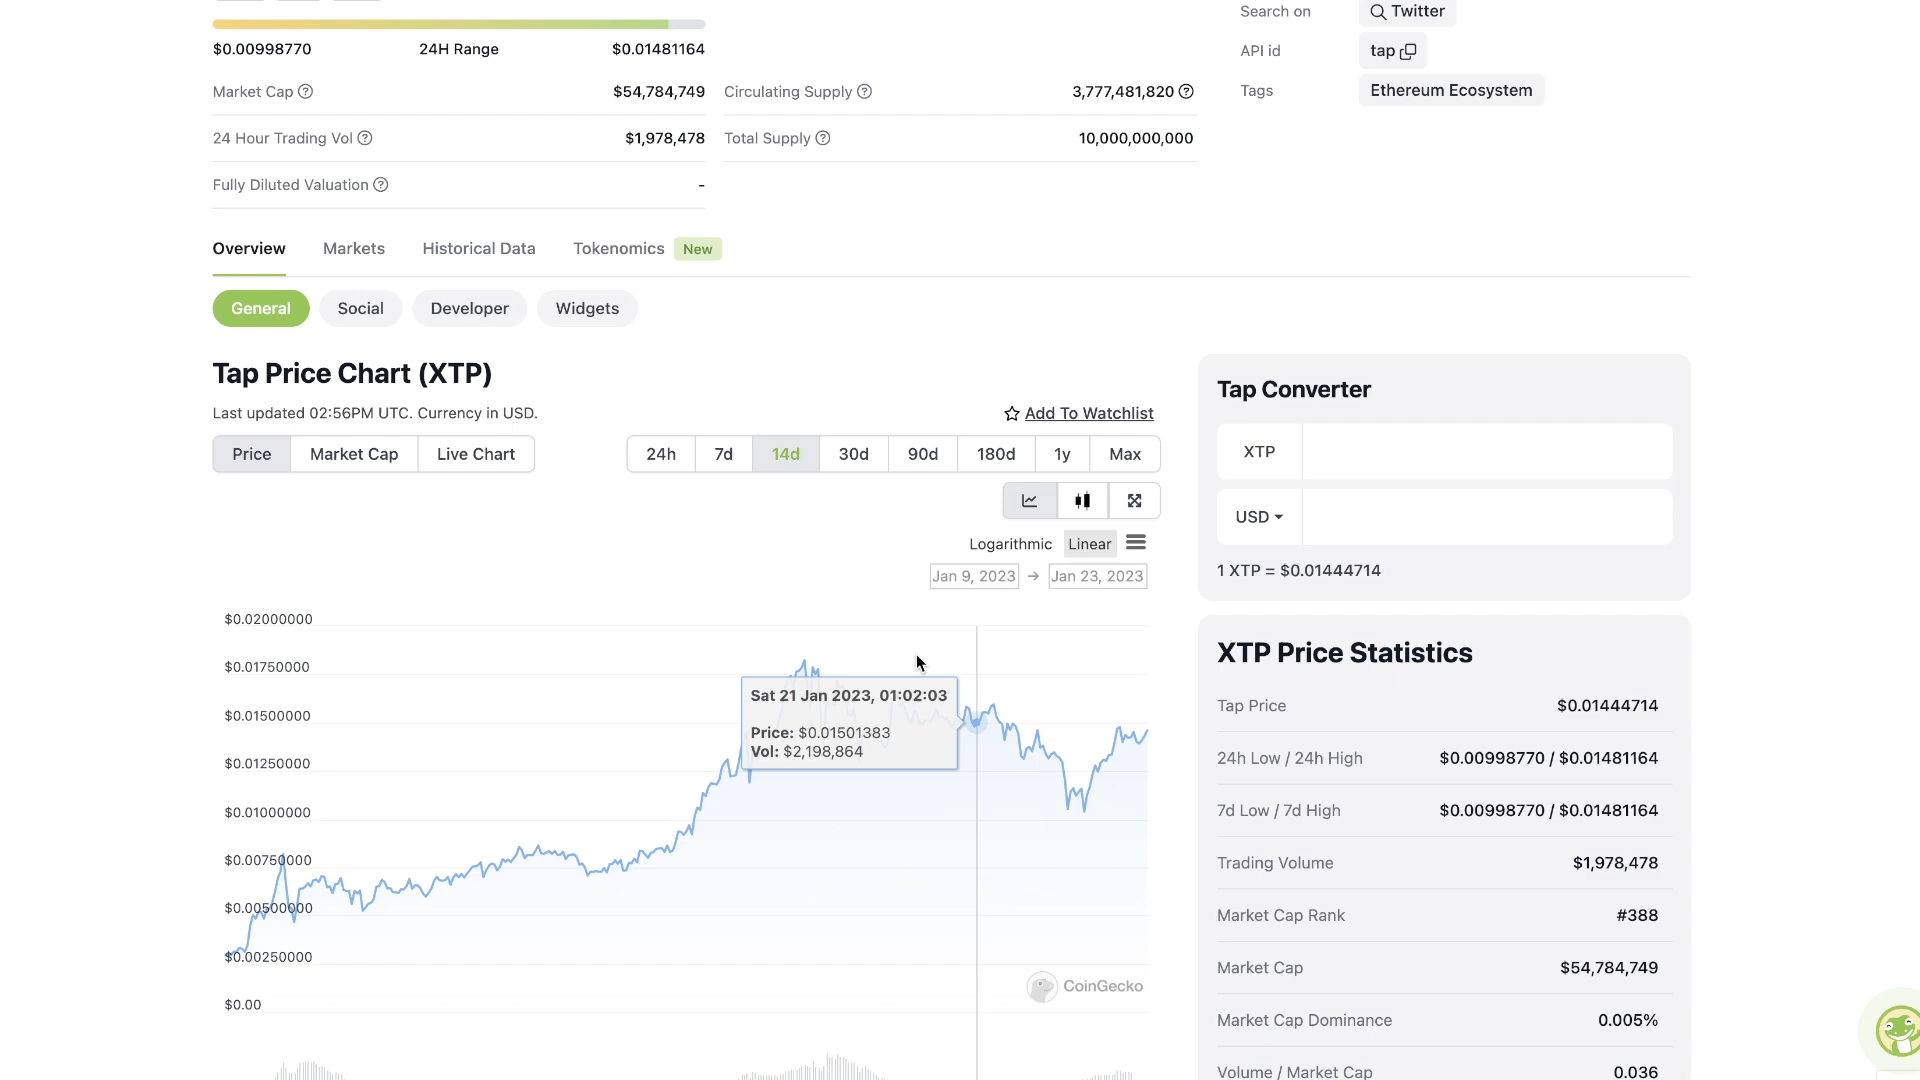 Search on Twitter
$0.00998770 24H Range $0.01481164
API id tap
Market Cap $54,784,749 Circulating Supply 3,777,481,820
Tags Ethereum Ecosystem
24 Hour Trading Vol $1,978,478 Total Supply 10,000,000,000
Fully Diluted Valuation -
Overview Markets Historical Data Tokenomics New
General Social Developer Widgets
Tap Price Chart (XTP)
Last updated 02:56PM UTC. Currency in USD.
Add To Watchlist
Price Market Cap Live Chart 24h 7d 14d 30d 90d 180d 1y Max
Logarithmic Linear
Jan 9, 2023 → Jan 23, 2023
$0.02000000
$0.01750000
$0.01500000
$0.01250000
$0.01000000
$0.00750000
$0.00500000
$0.00250000
$0.00
Sat 21 Jan 2023, 01:02:03
Price: $0.01501383
Vol: $2,198,864
CoinGecko
Tap Converter
XTP
USD
1 XTP = $0.01444714
XTP Price Statistics
Tap Price $0.01444714
24h Low / 24h High $0.00998770 / $0.01481164
7d Low / 7d High $0.00998770 / $0.01481164
Trading Volume $1,978,478
Market Cap Rank #388
Market Cap $54,784,749
Market Cap Dominance 0.005%
Volume / Market Cap 0.036